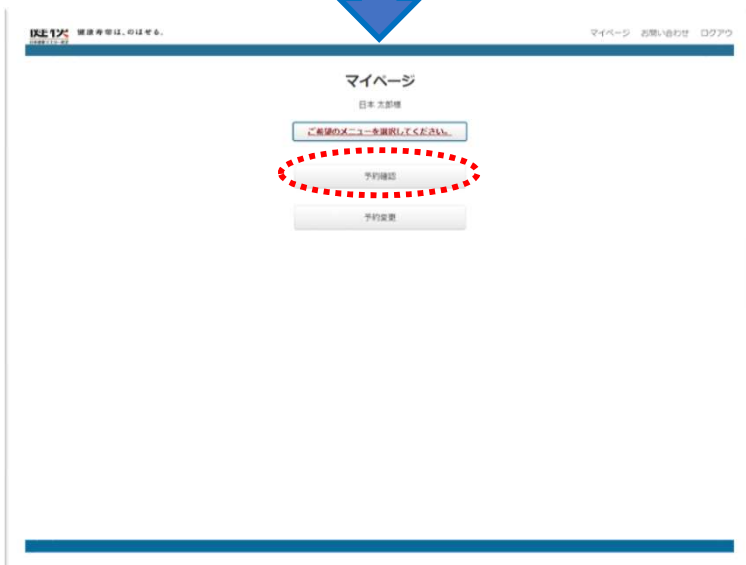 健康寿命は、のばせる。
マイページ お問い合わせ ログアウ
マイページ
日本 太郎様
ご希望のメニューを選択してください。
予約確認
予約変更